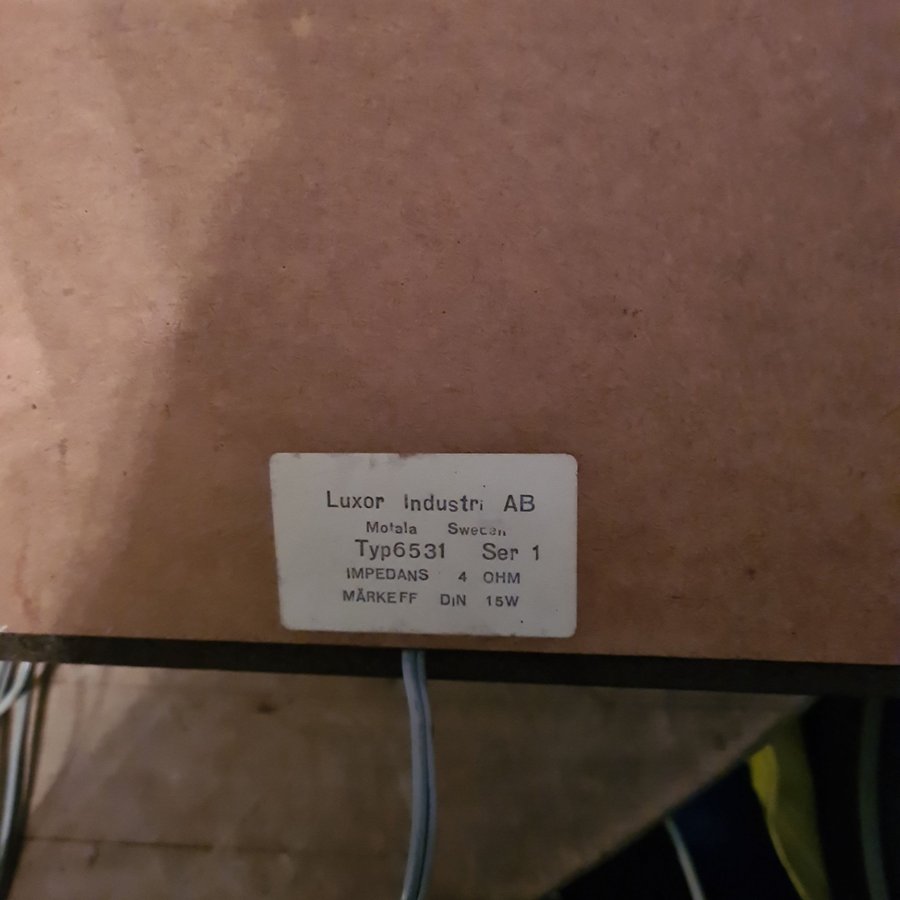 Luxor Industri AB
Motala Sweden
Typ6531 Ser 1
IMPEDANS 4 OHM
MÄRKEFF DIN 15W